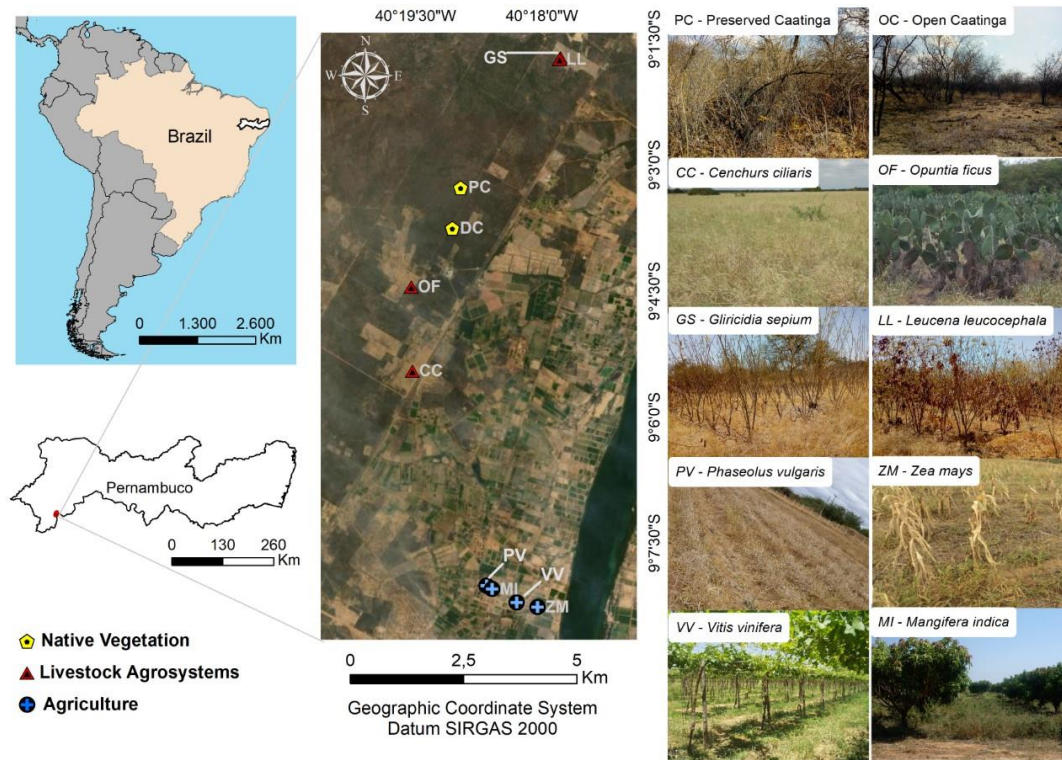 Brazil
0 1.300 2.600
Km
Pernambuco
0 130 260
Km
Native Vegetation
Livestock Agrosystems
Agriculture
40°19'30"W 40°18'0"W
N
W E
S
GS LL
PC
DC
OF
CC
PV
MI
VV
ZM
9°1'30"S
9°3'0"S
9°4'30"S
9°6'0"S
9°7'30"S
0 2,5 5
Km
Geographic Coordinate System
Datum SIRGAS 2000
PC - Preserved Caatinga
OC - Open Caatinga
CC - Cenchurs ciliaris
OF - Opuntia ficus
GS - Gliricidia sepium
LL - Leucena leucocephala
PV - Phaseolus vulgaris
ZM - Zea mays
VV - Vitis vinifera
MI - Mangifera indica